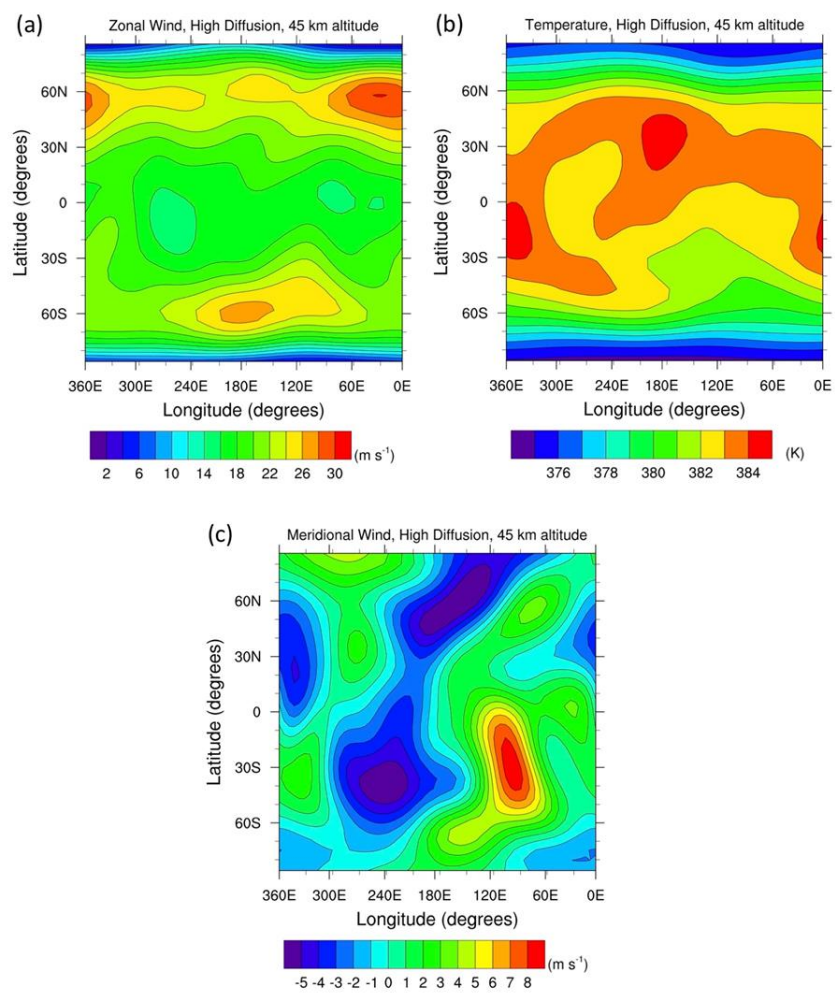 (a)
Zonal Wind, High Diffusion, 45 km altitude
Latitude (degrees)
60N
30N
0
30S
60S
360E 300E 240E 180E 120E 60E 0E
Longitude (degrees)
2 6 10 14 18 22 26 30 (m s⁻¹)
(b)
Temperature, High Diffusion, 45 km altitude
Latitude (degrees)
60N
30N
0
30S
60S
360E 300E 240E 180E 120E 60E 0E
Longitude (degrees)
376 378 380 382 384 (K)
(c)
Meridional Wind, High Diffusion, 45 km altitude
Latitude (degrees)
60N
30N
0
30S
60S
360E 300E 240E 180E 120E 60E 0E
Longitude (degrees)
-5 -4 -3 -2 -1 0 1 2 3 4 5 6 7 8 (m s⁻¹)